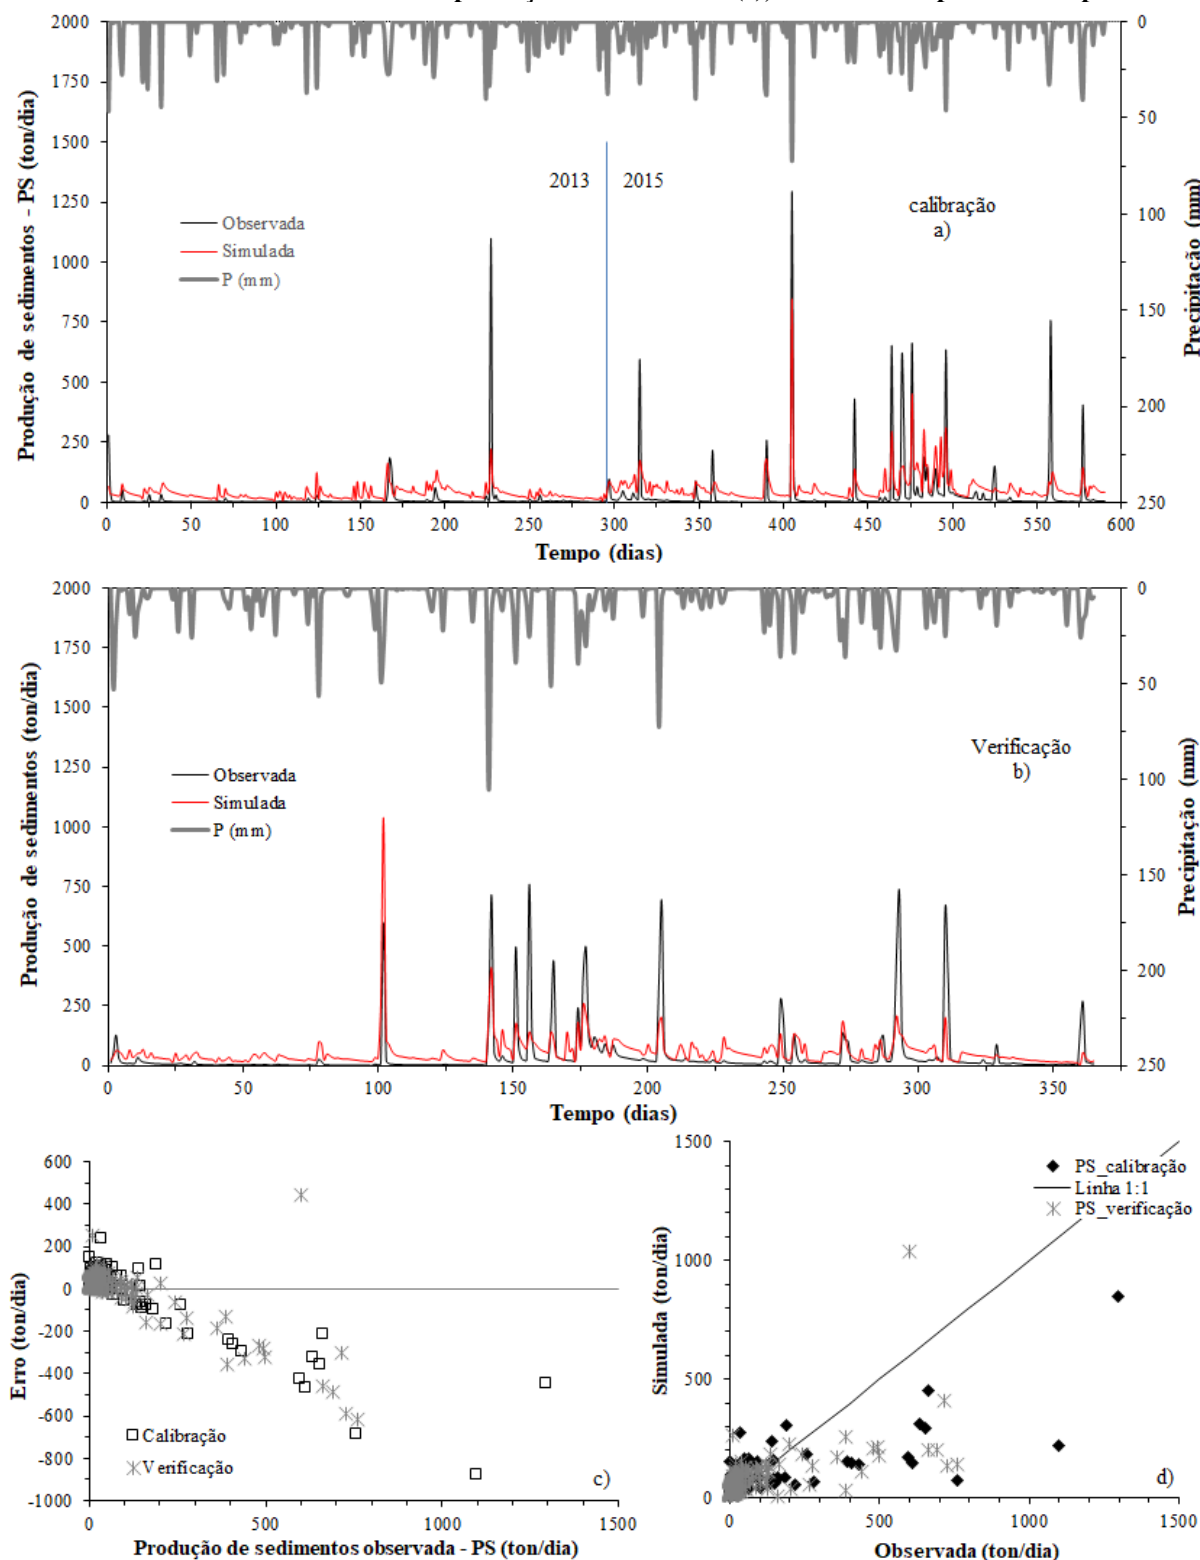 2000
1750
1500
1250
1000
750
500
250
0
Produção de sedimentos - PS (ton/dia)
0
50
100
150
200
250
Precipitação (mm)
2013
2015
Observada
Simulada
P (mm)
calibração
a)
0
50
100
150
200
250
300
350
400
450
500
550
600
Tempo (dias)
2000
1750
1500
1250
1000
750
500
250
0
Produção de sedimentos (ton/dia)
0
50
100
150
200
250
Precipitação (mm)
Verificação
b)
Observada
Simulada
P (mm)
0
50
100
150
200
250
300
350
Tempo (dias)
600
400
200
0
-200
-400
-600
-800
-1000
Erro (ton/dia)
Calibração
Verificação
c)
0
500
1000
1500
Produção de sedimentos observada - PS (ton/dia)
1500
1000
500
0
Simulada (ton/dia)
PS_calibração
Linha 1:1
PS_verificação
d)
0
500
1000
1500
Observada (ton/dia)